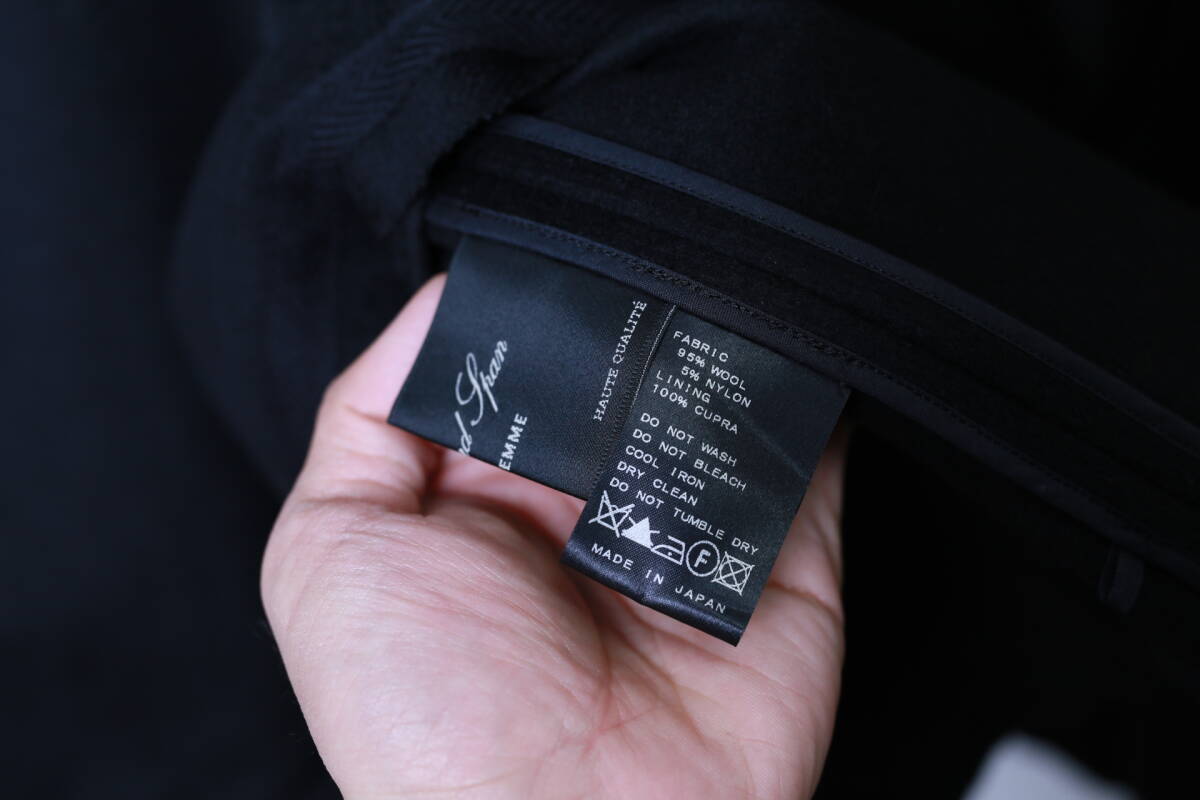 d Span
EMME
HAUTE QUALITÉ
FABRIC
95% WOOL
5% NYLON
LINING
100% CUPRA
DO NOT WASH
DO NOT BLEACH
COOL IRON
DRY CLEAN
DO NOT TUMBLE DRY
F
MADE IN JAPAN